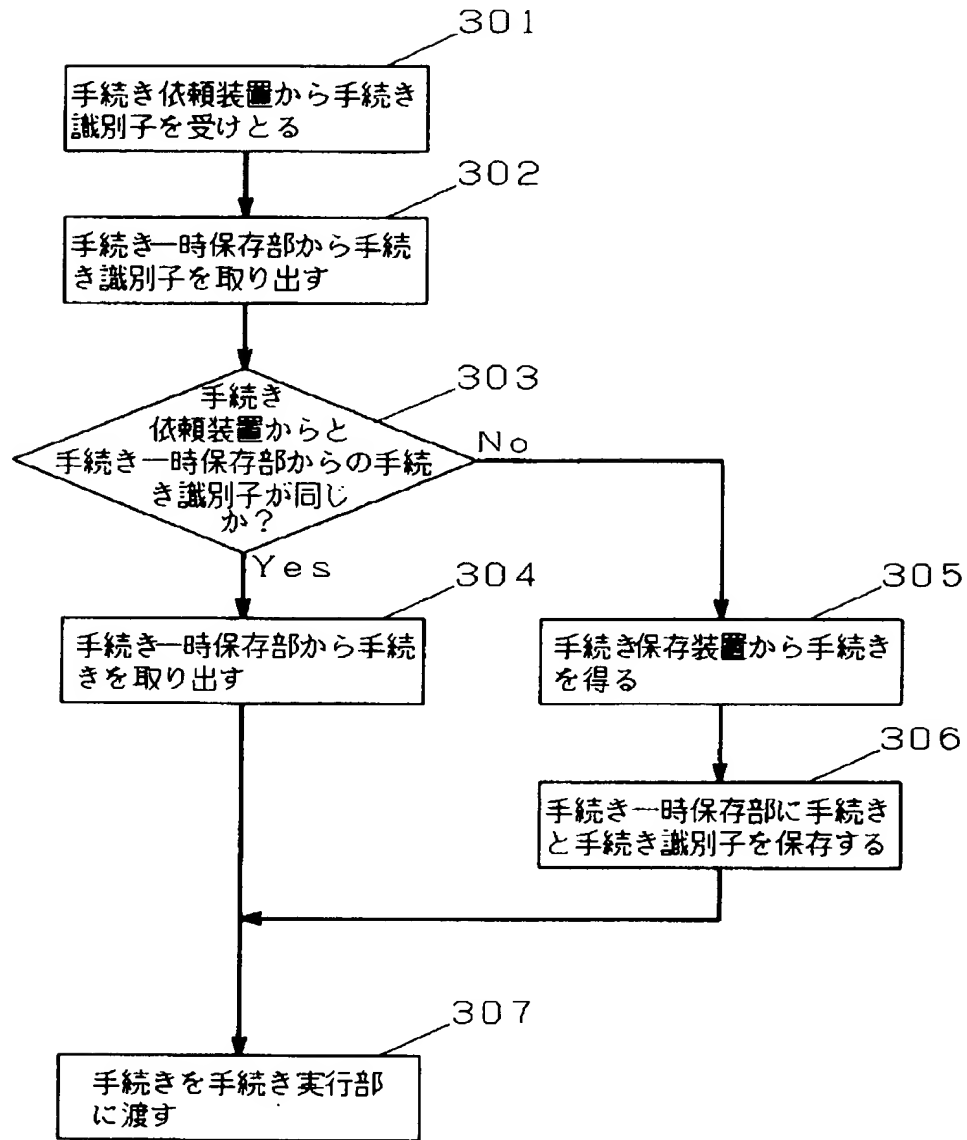 301
手続き依頼装置から手続き
識別子を受けとる
302
手続き一時保存部から手続
き識別子を取り出す
303
手続き
依頼装置からと
手続き一時保存部からの手続
き識別子が同じ
か？
No
Yes
304
手続き一時保存部から手続
きを取り出す
305
手続き保存装置から手続き
を得る
306
手続き一時保存部に手続き
と手続き識別子を保存する
307
手続きを手続き実行部
に渡す